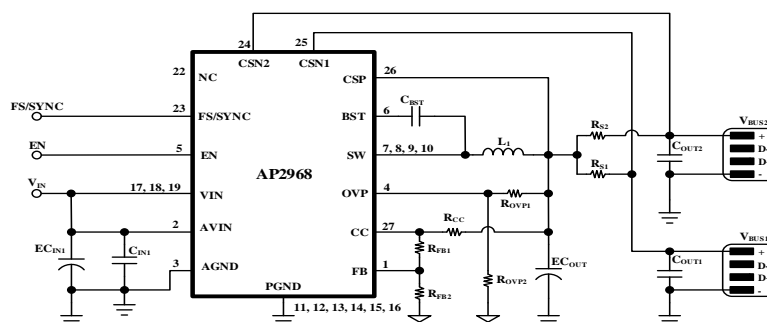 24
25
CSN2
CSN1
22
NC
CSP
26
FS/SYNC
23
FS/SYNC
BST
6
C_BST
EN
5
EN
SW
7, 8, 9, 10
L1
R_S2
R_S1
V_BUS2
+
D-
D+
-
C_OUT2
AP2968
V_IN
17, 18, 19
VIN
OVP
4
R_OVP1
2
AVIN
CC
27
R_CC
EC_IN1
C_IN1
3
AGND
FB
1
R_FB1
R_FB2
R_OVP2
EC_OUT
PGND
11, 12, 13, 14, 15, 16
V_BUS1
+
C_OUT1
-